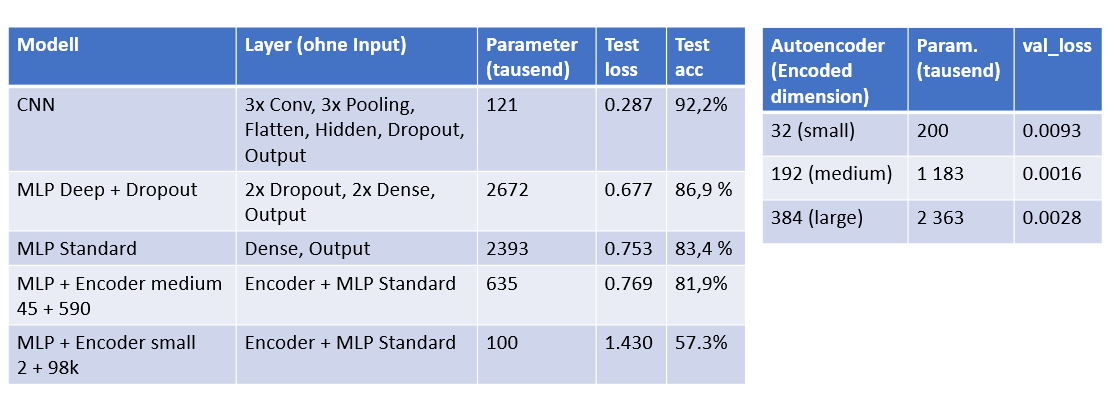 Modell Layer (ohne Input) Parameter (tausend) Test loss Test acc
CNN 3x Conv, 3x Pooling, Flatten, Hidden, Dropout, Output 121 0.287 92,2%
MLP Deep + Dropout 2x Dropout, 2x Dense, Output 2672 0.677 86,9 %
MLP Standard Dense, Output 2393 0.753 83,4 %
MLP + Encoder medium 45 + 590 Encoder + MLP Standard 635 0.769 81,9%
MLP + Encoder small 2 + 98k Encoder + MLP Standard 100 1.430 57.3%
Autoencoder (Encoded dimension) Param. (tausend) val_loss
32 (small) 200 0.0093
192 (medium) 1 183 0.0016
384 (large) 2 363 0.0028